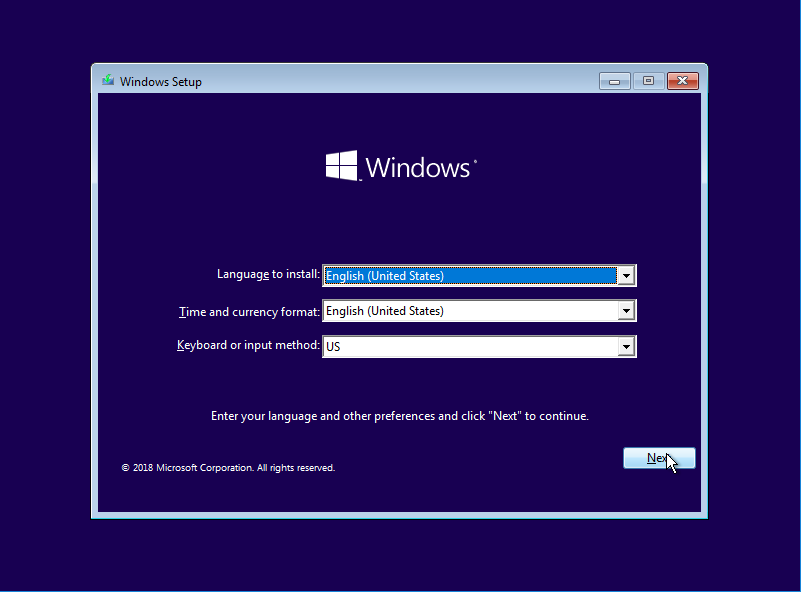 Windows Setup
Windows
Language to install: English (United States)
Time and currency format: English (United States)
Keyboard or input method: US
Enter your language and other preferences and click "Next" to continue.
© 2018 Microsoft Corporation. All rights reserved.
Next